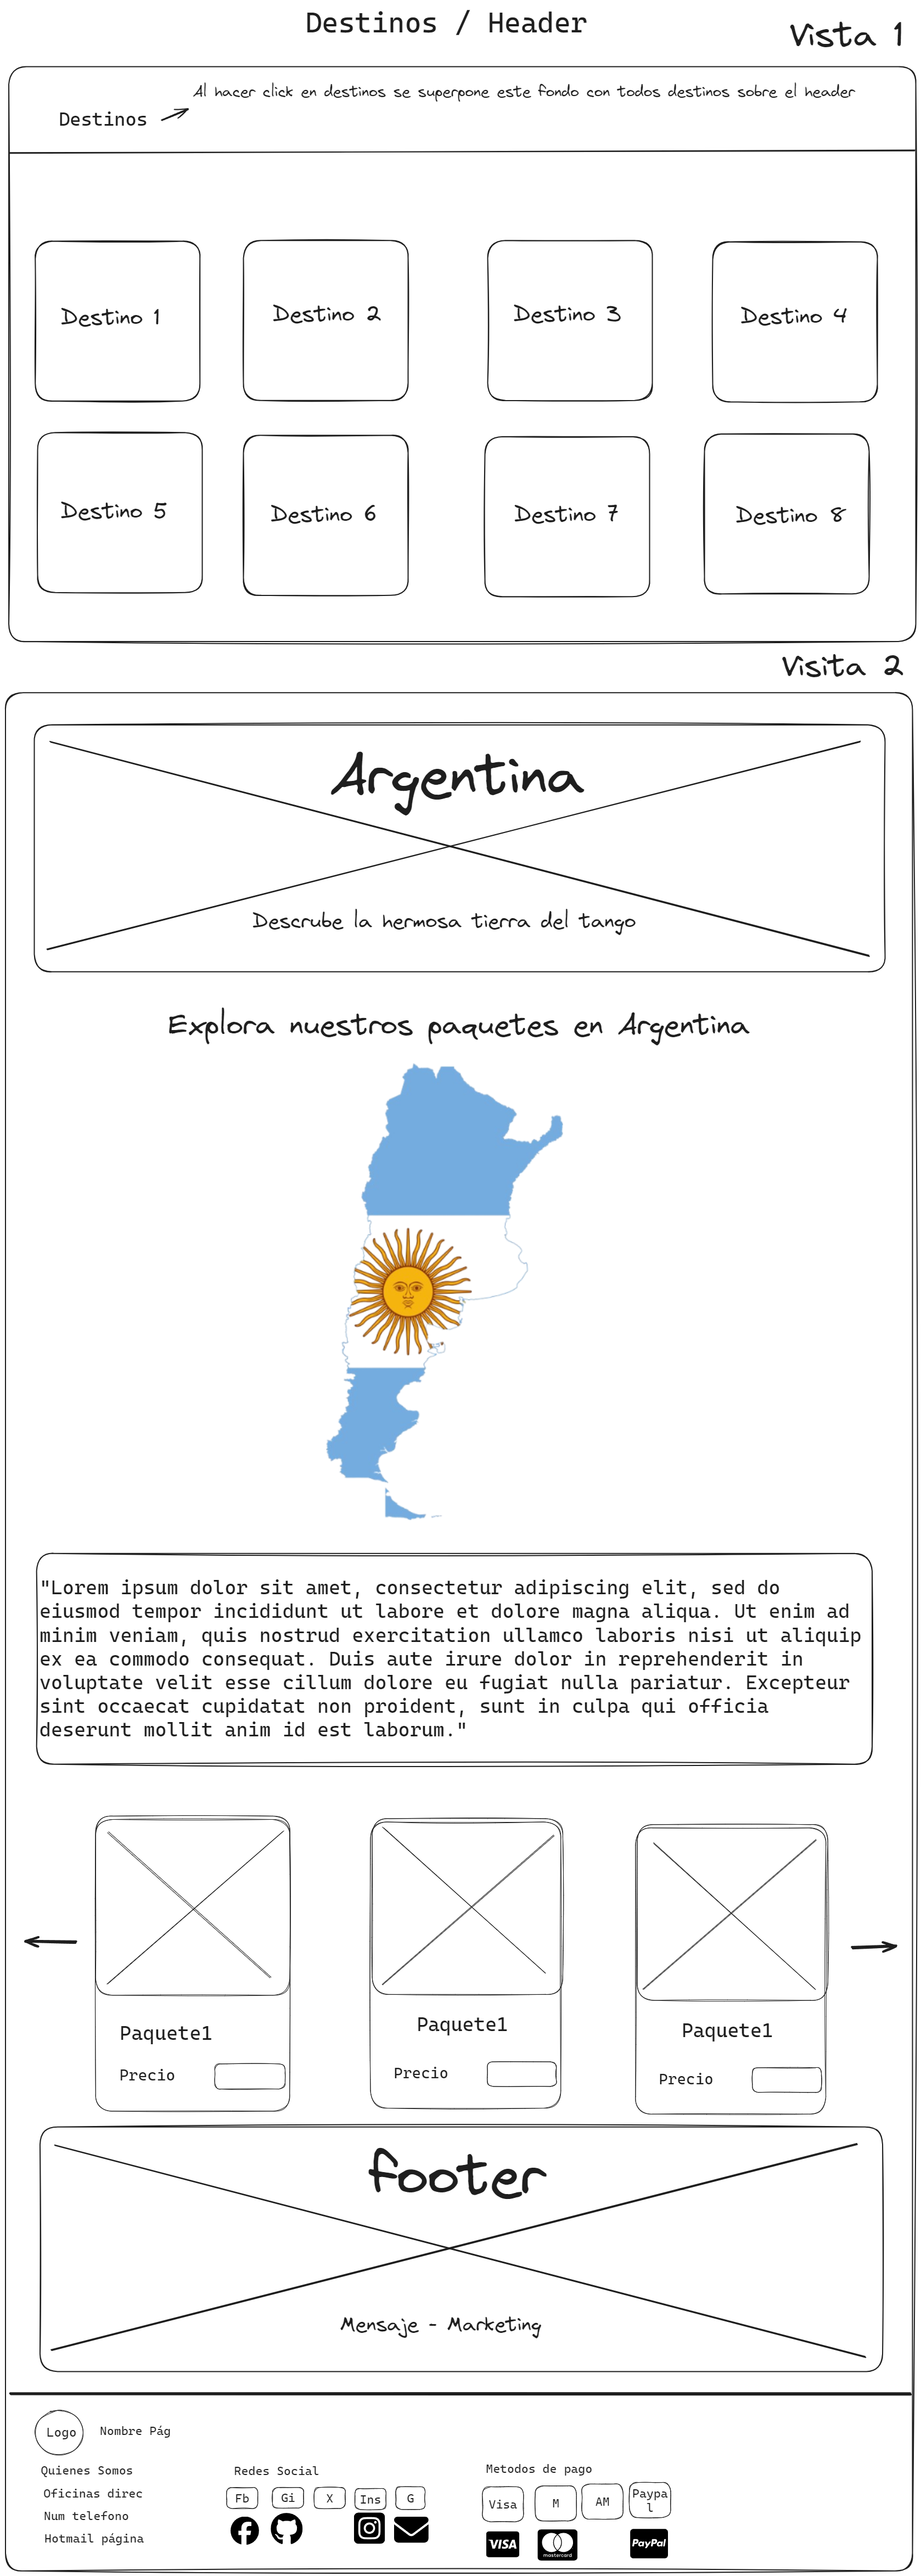 Destinos / Header
Vista 1
Al hacer click en destinos se superpone este fondo con todos destinos sobre el header
Destinos
Destino 1
Destino 2
Destino 3
Destino 4
Destino 5
Destino 6
Destino 7
Destino 8
Visita 2
Argentina
Descrube la hermosa tierra del tango
Explora nuestros paquetes en Argentina
"Lorem ipsum dolor sit amet, consectetur adipiscing elit, sed do
eiusmod tempor incididunt ut labore et dolore magna aliqua. Ut enim ad
minim veniam, quis nostrud exercitation ullamco laboris nisi ut aliquip
ex ea commodo consequat. Duis aute irure dolor in reprehenderit in
voluptate velit esse cillum dolore eu fugiat nulla pariatur. Excepteur
sint occaecat cupidatat non proident, sunt in culpa qui officia
deserunt mollit anim id est laborum."
Paquete1
Precio
Paquete1
Precio
Paquete1
Precio
footer
Mensaje - Marketing
Logo
Nombre Pág
Quienes Somos
Oficinas direc
Num telefono
Hotmail página
Redes Social
Fb
Gi
X
Ins
G
Metodos de pago
Visa
M
AM
Paypa
l
VISA
mastercard
PayPal